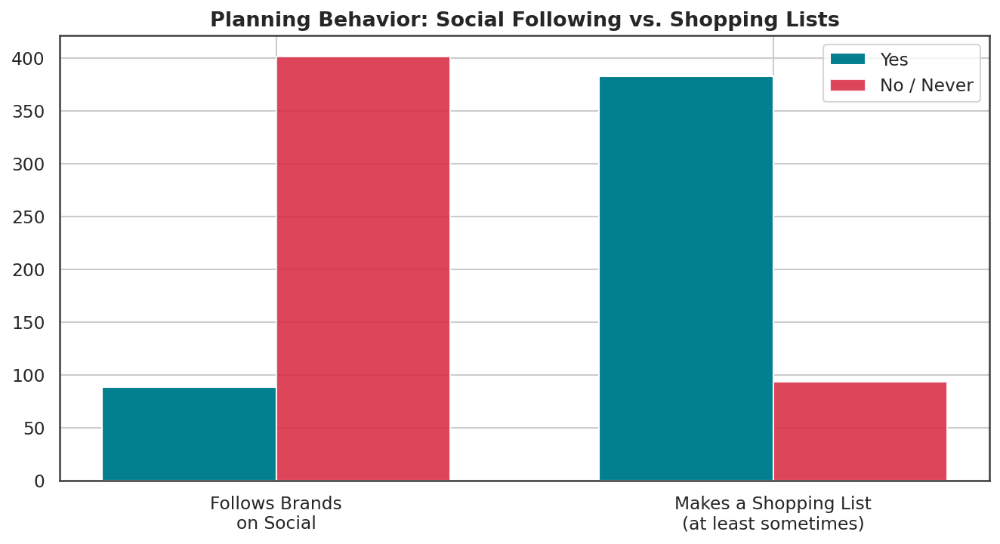 Planning Behavior: Social Following vs. Shopping Lists
400
350
300
250
200
150
100
50
0
Yes
No / Never
Follows Brands
on Social
Makes a Shopping List
(at least sometimes)